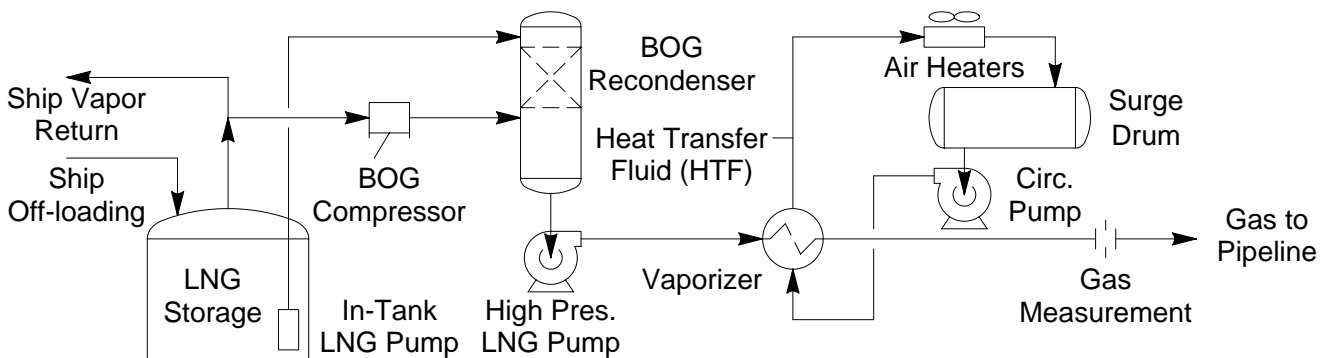 Ship Vapor
Return
Ship
Off-loading
LNG
Storage
In-Tank
LNG Pump
BOG
Compressor
BOG
Recondenser
High Pres.
LNG Pump
Heat Transfer
Fluid (HTF)
Vaporizer
Air Heaters
Surge
Drum
Circ.
Pump
Gas
Measurement
Gas to
Pipeline